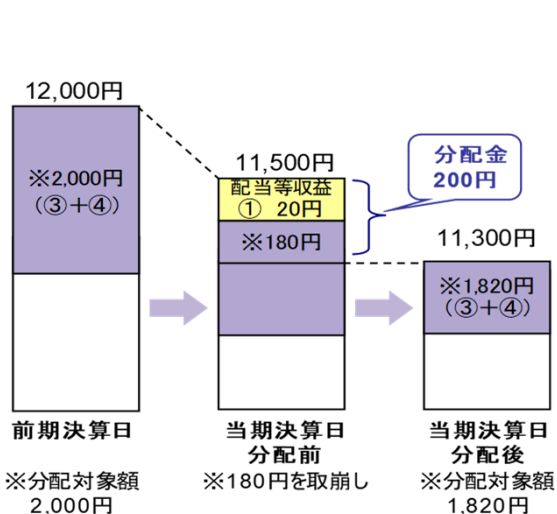 12,000円
※2,000円
（③＋④）
前期決算日
※分配対象額
2,000円
11,500円
配当等収益
① 20円
※180円
当期決算日
分配前
※180円を取崩し
分配金
200円
11,300円
※1,820円
（③＋④）
当期決算日
分配後
※分配対象額
1,820円